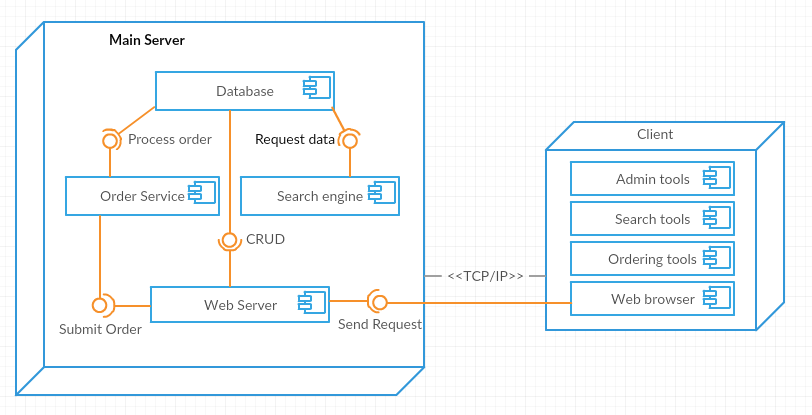 Main Server
Database
Process order
Request data
Order Service
Search engine
CRUD
Web Server
Submit Order
Send Request
<<TCP/IP>>
Client
Admin tools
Search tools
Ordering tools
Web browser